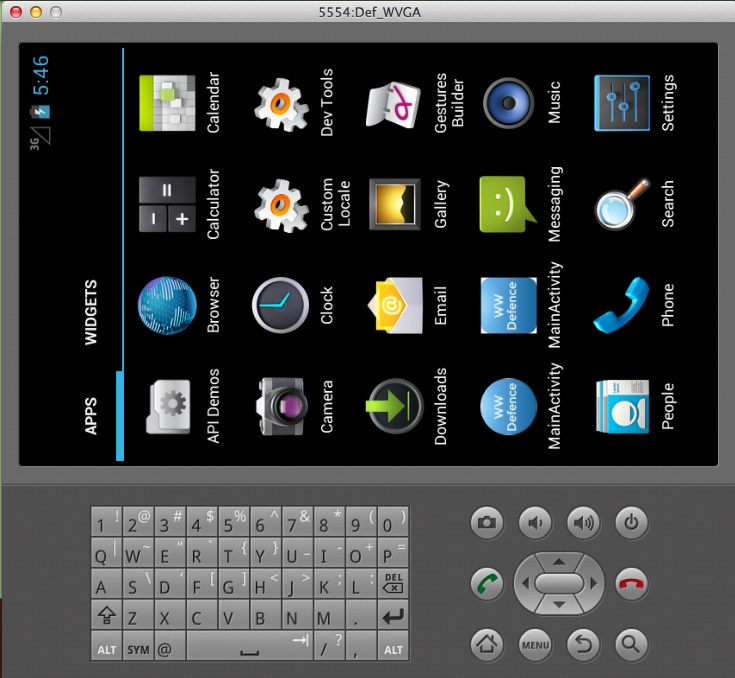 5554:Def_WVGA
3G 5:46
APPS WIDGETS
API Demos
Browser
Calculator
Calendar
Camera
Clock
Custom
Locale
Dev Tools
Downloads
Email
Gallery
Gestures
Builder
WW
Defence
MainActivity
WW
Defence
MainActivity
Messaging
Music
People
Phone
Search
Settings
1 ! 2 @ 3 # 4 $ 5 % 6 ^ 7 & 8 * 9 ( 0 )
Q | W ~ E " R ` T { Y } U _ I - O + P =
A S \ D ' F [ G ] H < J > K ; L : DEL
Z X C V B N M .
ALT SYM @ / ? , ALT
MENU